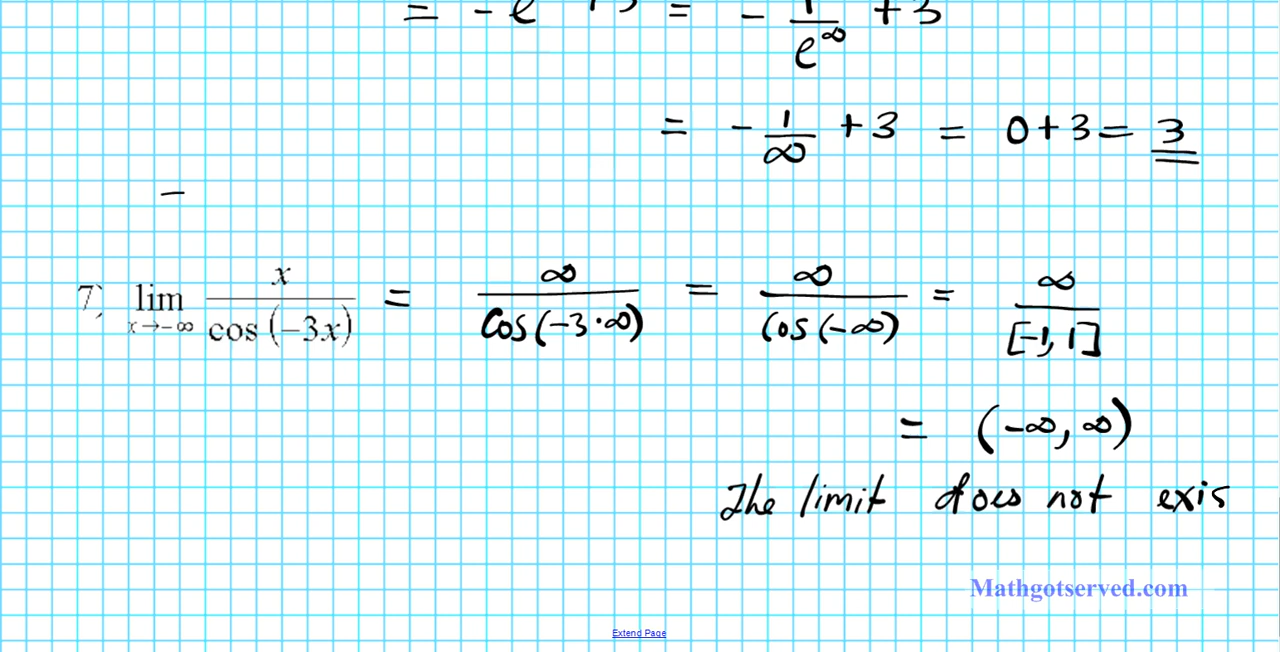 = - e + 3 = - 1/e^∞ + 3
= - 1/∞ + 3 = 0 + 3 = 3
-
7) lim x→-∞ x/cos(-3x) = ∞/cos(-3·∞) = ∞/cos(-∞) = ∞/[-1,1]
= (-∞, ∞)
The limit does not exis
Mathgotserved.com
Extend Page